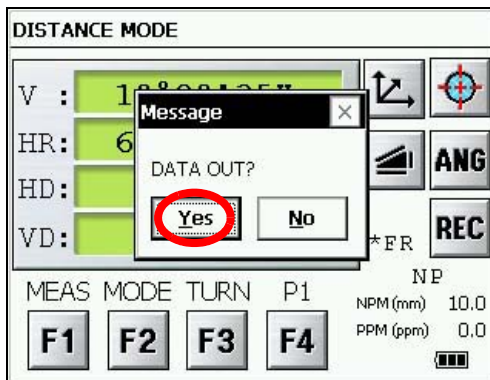 DISTANCE MODE
V :
HR: 6
HD:
VD:
Message
DATA OUT?
Yes No
ANG
REC
*FR
NP
MEAS MODE TURN P1
NPM (mm) 10.0
PPM (ppm) 0.0
F1 F2 F3 F4